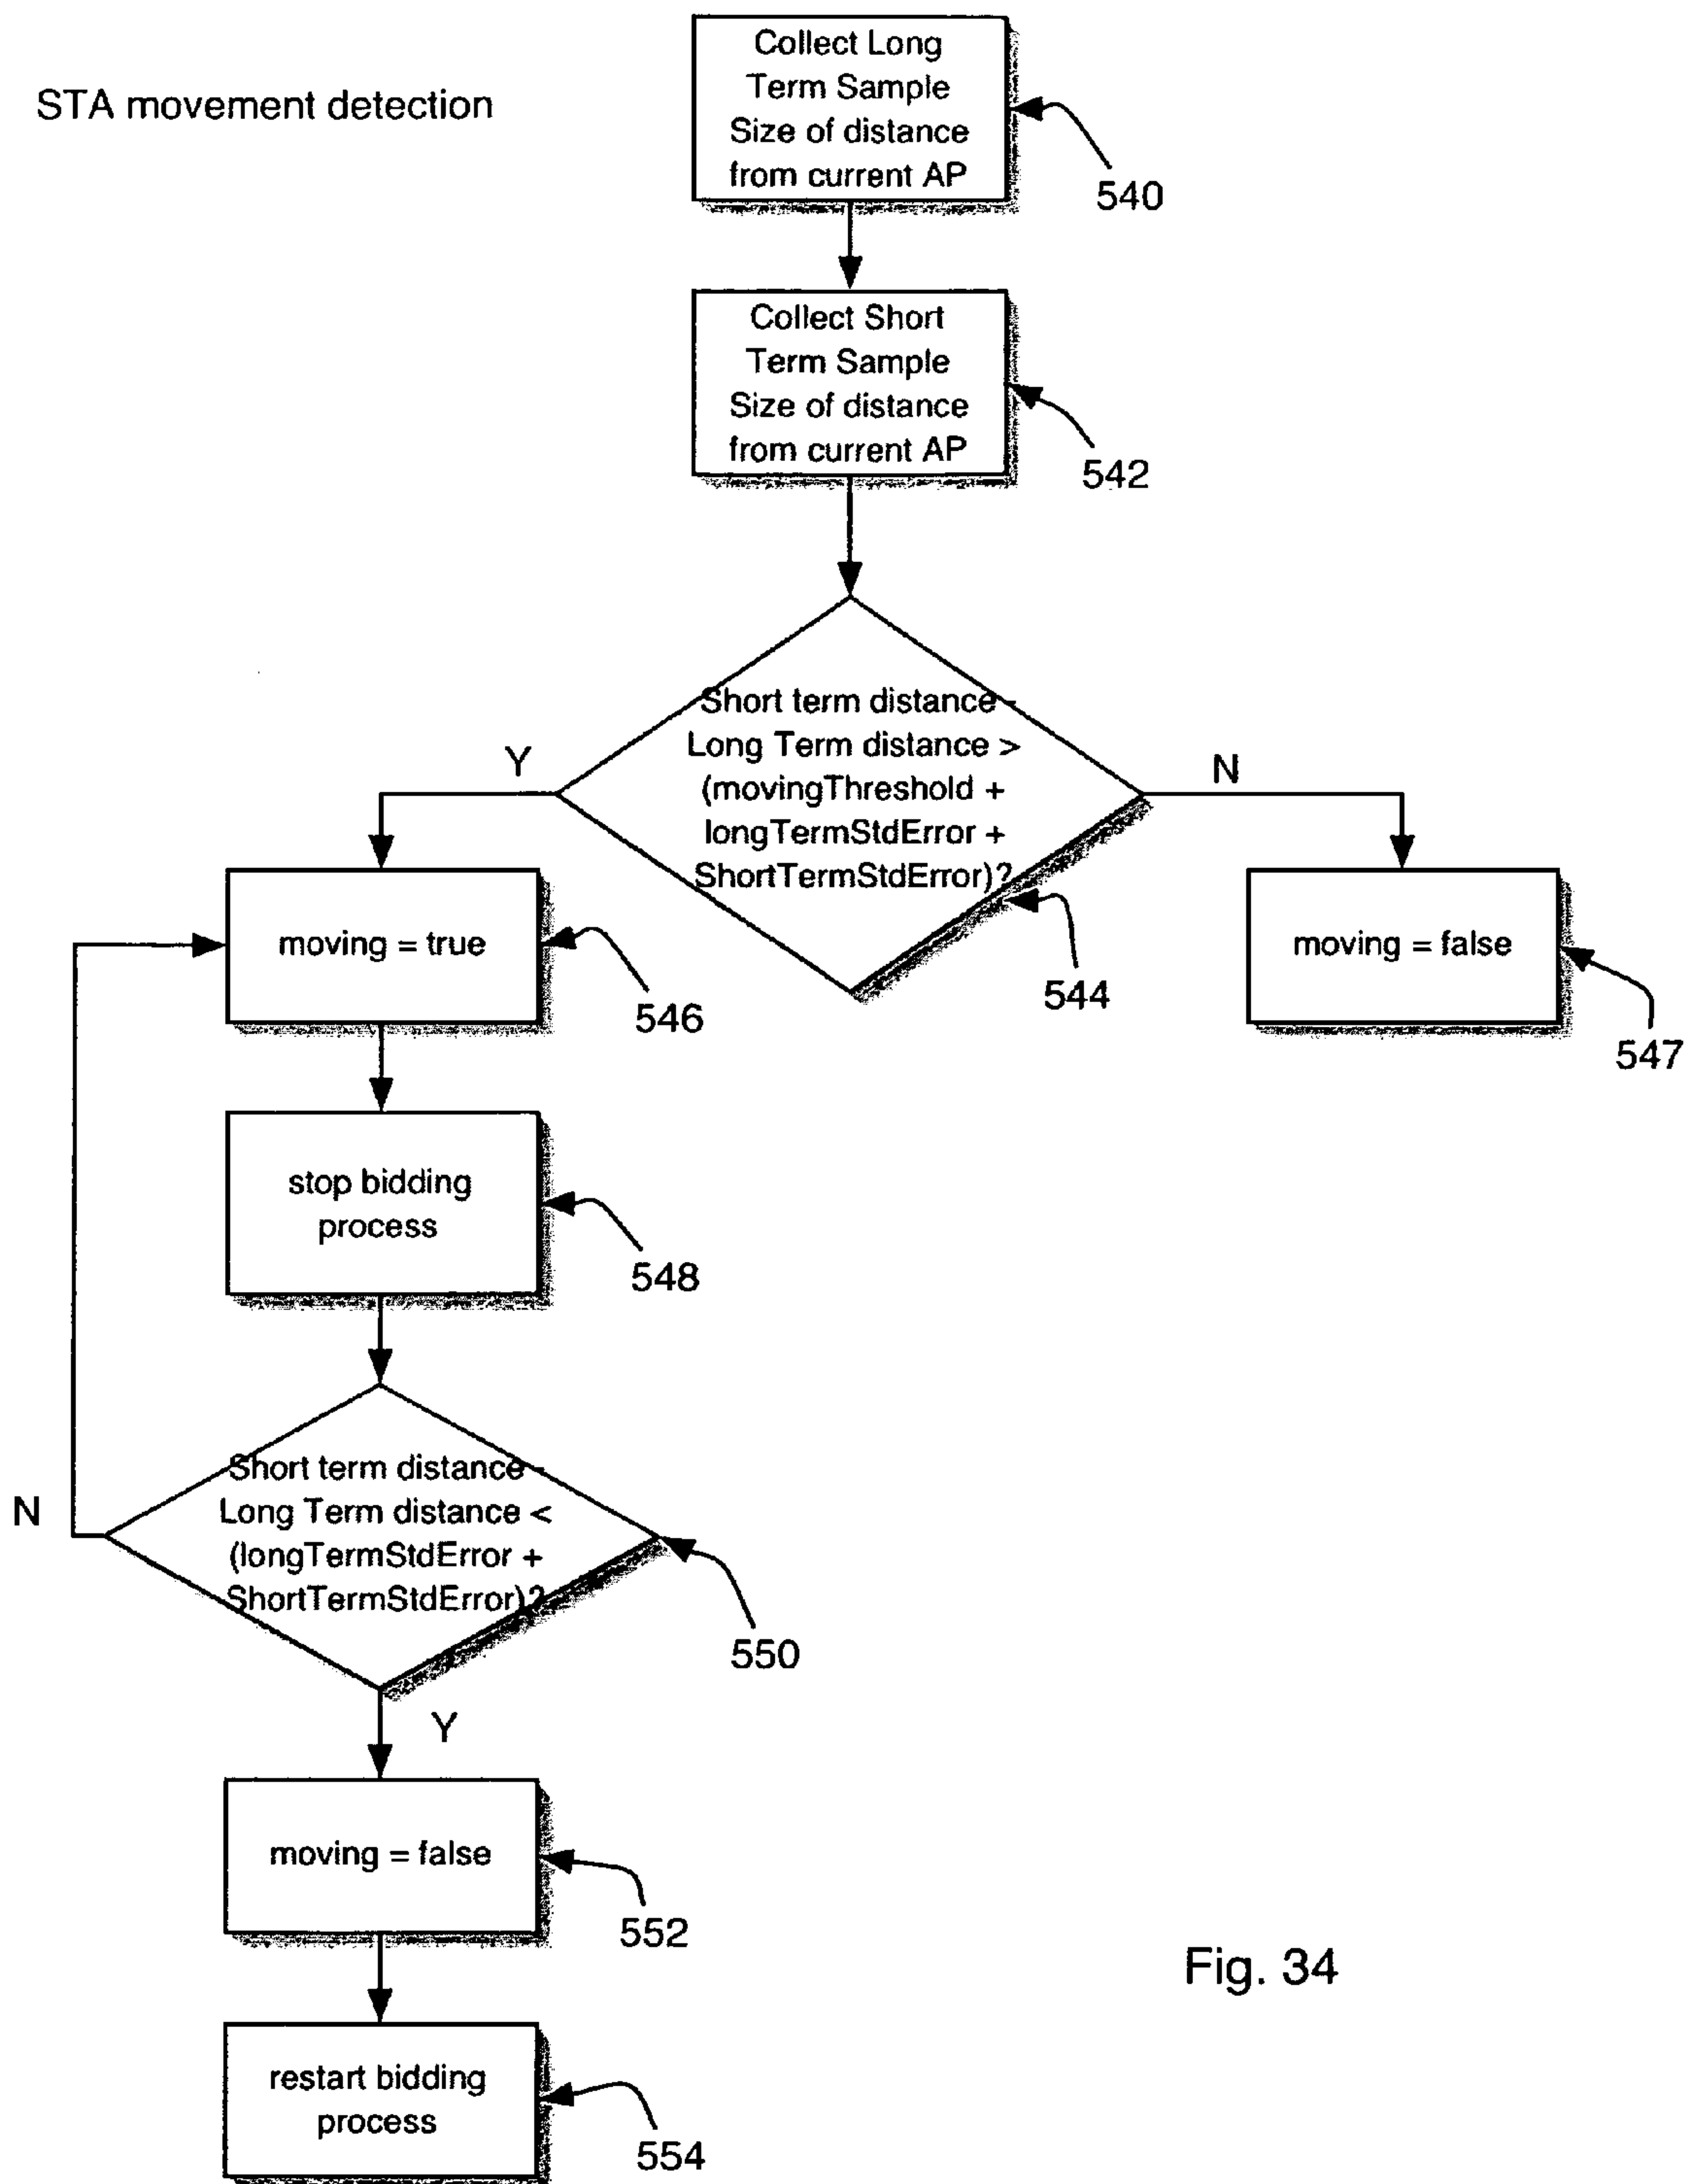 STA movement detection
Collect Long
Term Sample
Size of distance
from current AP
540
Collect Short
Term Sample
Size of distance
from current AP
542
Short term distance -
Long Term distance >
(movingThreshold +
longTermStdError +
ShortTermStdError)?
544
Y
N
moving = true
546
moving = false
547
stop bidding
process
548
Short term distance -
Long Term distance <
(longTermStdError +
ShortTermStdError)?
550
N
Y
moving = false
552
restart bidding
process
554
Fig. 34